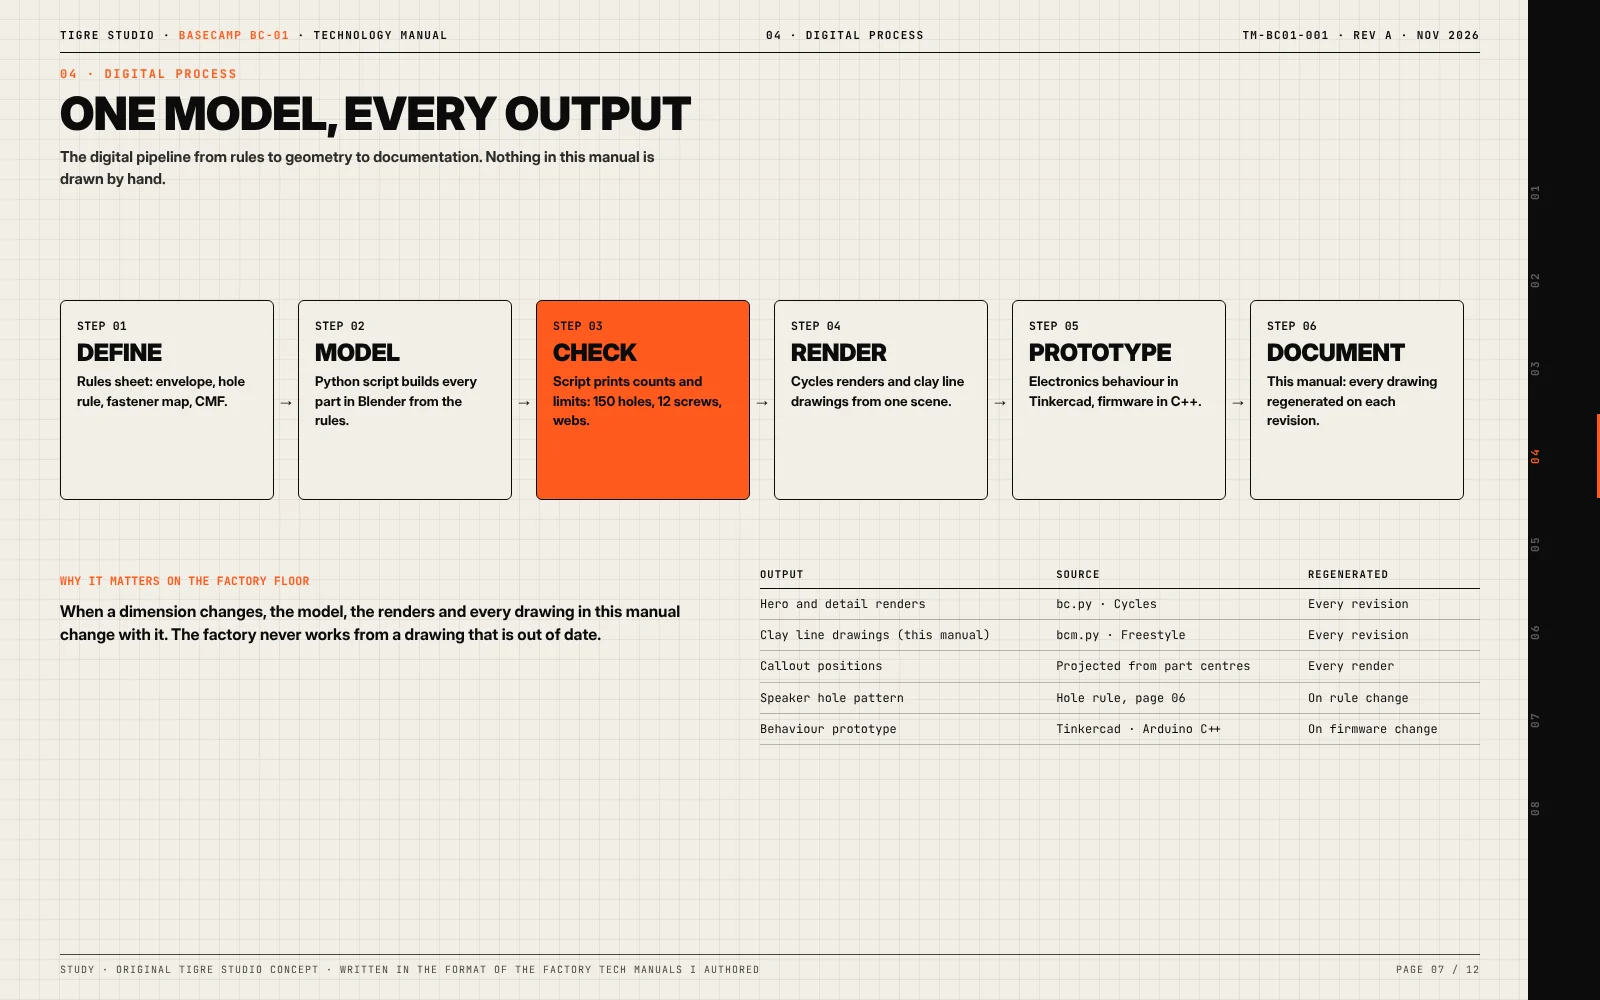 TIGRE STUDIO · BASECAMP BC-01 · TECHNOLOGY MANUAL
04 · DIGITAL PROCESS
TM-BC01-001 · REV A · NOV 2026
04 · DIGITAL PROCESS
ONE MODEL, EVERY OUTPUT
The digital pipeline from rules to geometry to documentation. Nothing in this manual is
drawn by hand.
STEP 01
DEFINE
Rules sheet: envelope, hole
rule, fastener map, CMF.
→
STEP 02
MODEL
Python script builds every
part in Blender from the
rules.
→
STEP 03
CHECK
Script prints counts and
limits: 150 holes, 12 screws,
webs.
→
STEP 04
RENDER
Cycles renders and clay line
drawings from one scene.
→
STEP 05
PROTOTYPE
Electronics behaviour in
Tinkercad, firmware in C++.
→
STEP 06
DOCUMENT
This manual: every drawing
regenerated on each
revision.
WHY IT MATTERS ON THE FACTORY FLOOR
When a dimension changes, the model, the renders and every drawing in this manual
change with it. The factory never works from a drawing that is out of date.
OUTPUT SOURCE REGENERATED
Hero and detail renders bc.py · Cycles Every revision
Clay line drawings (this manual) bcm.py · Freestyle Every revision
Callout positions Projected from part centres Every render
Speaker hole pattern Hole rule, page 06 On rule change
Behaviour prototype Tinkercad · Arduino C++ On firmware change
STUDY · ORIGINAL TIGRE STUDIO CONCEPT · WRITTEN IN THE FORMAT OF THE FACTORY TECH MANUALS I AUTHORED
PAGE 07 / 12
01
02
03
04
05
06
07
08